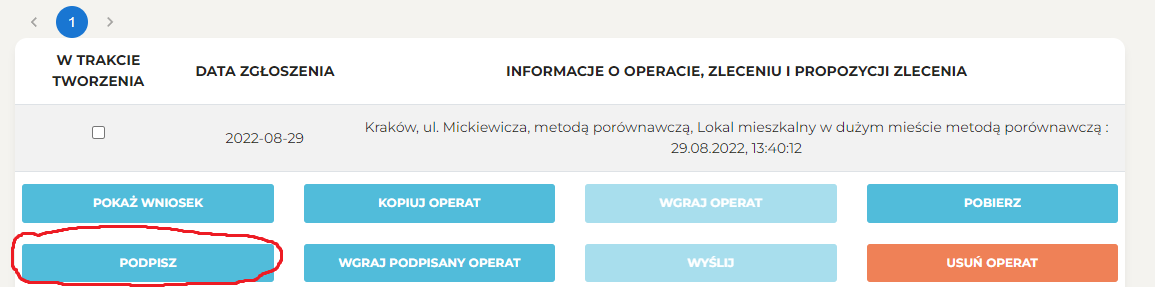 1
W TRAKCIE
TWORZENIA
DATA ZGŁOSZENIA
INFORMACJE O OPERACIE, ZLECENIU I PROPOZYCJI ZLECENIA
2022-08-29
Kraków, ul. Mickiewicza, metodą porównawczą, Lokal mieszkalny w dużym mieście metodą porównawczą :
29.08.2022, 13:40:12
POKAŻ WNIOSEK
KOPIUJ OPERAT
WGRAJ OPERAT
POBIERZ
PODPISZ
WGRAJ PODPISANY OPERAT
WYŚLIJ
USUŃ OPERAT